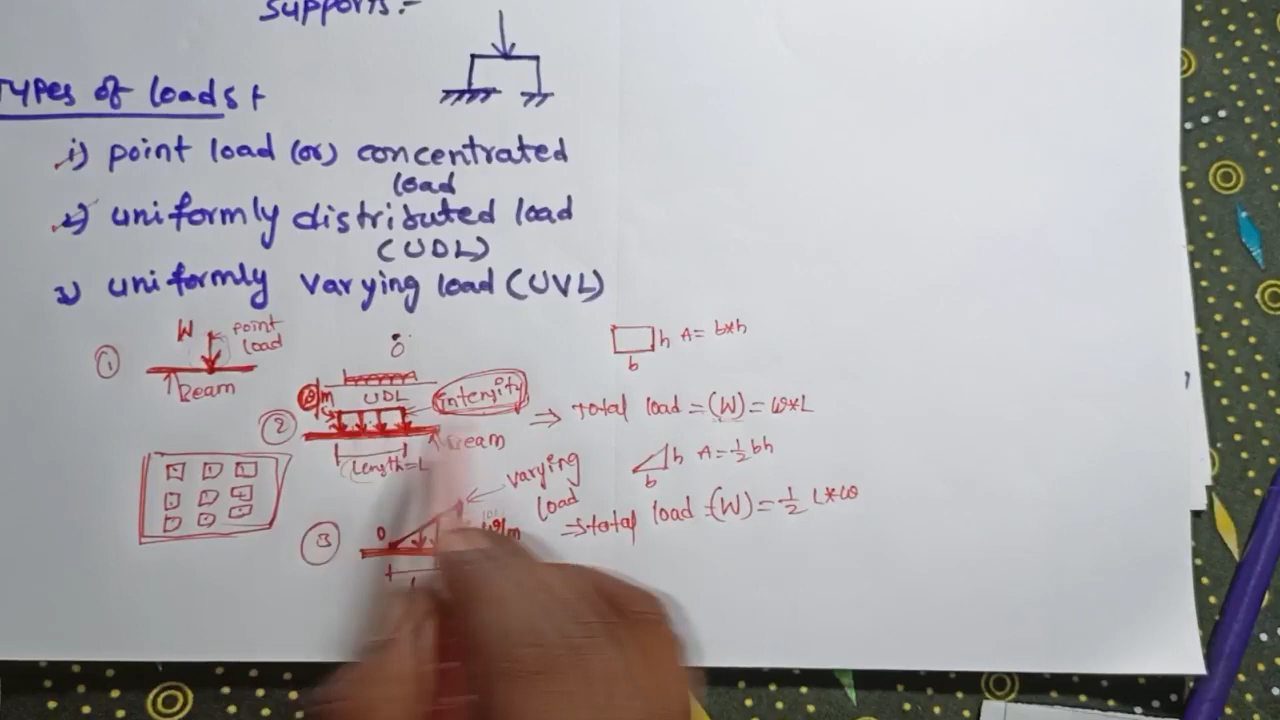 supports:-
Types of loads:-
i) point load (or) concentrated
load
2) uniformly distributed load
(UDL)
3) uniformly varying load (UVL)
① W point
load
Beam
h A = b*h
b
UDL
ω/m intensity
② Beam
Length = L
⇒ Total load = (W) = ω*L
h A = ½ bh
b
③ 0 varying
load
ω/m
⇒ total load = (W) = ½ L*ω